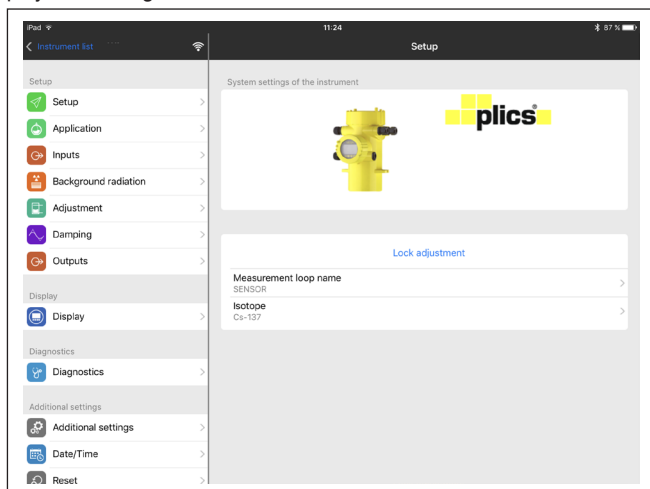 iPad 11:24 87 %
Instrument list
Setup
Setup
Setup
Application
Inputs
Background radiation
Adjustment
Damping
Outputs
Display
Display
Diagnostics
Diagnostics
Additional settings
Additional settings
Date/Time
Reset
System settings of the instrument
plics®
Lock adjustment
Measurement loop name
SENSOR
Isotope
Cs-137